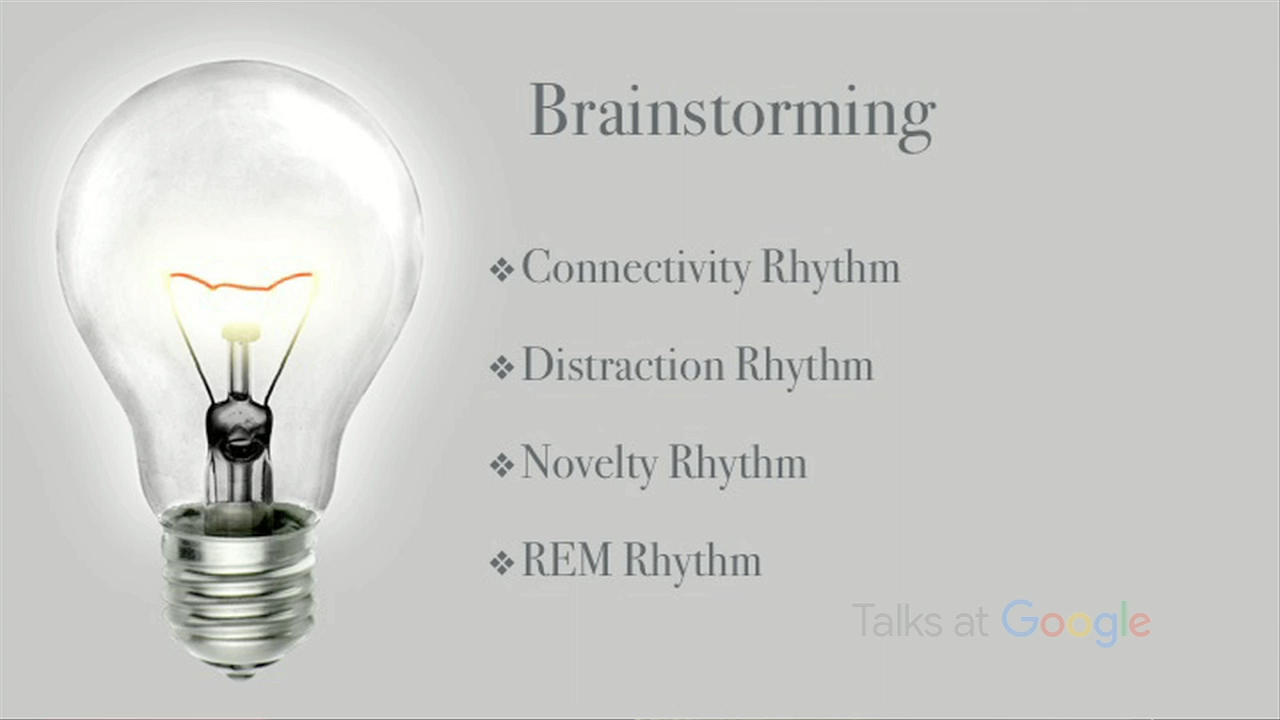 Brainstorming
❖ Connectivity Rhythm
❖ Distraction Rhythm
❖ Novelty Rhythm
❖ REM Rhythm
Talks at Google